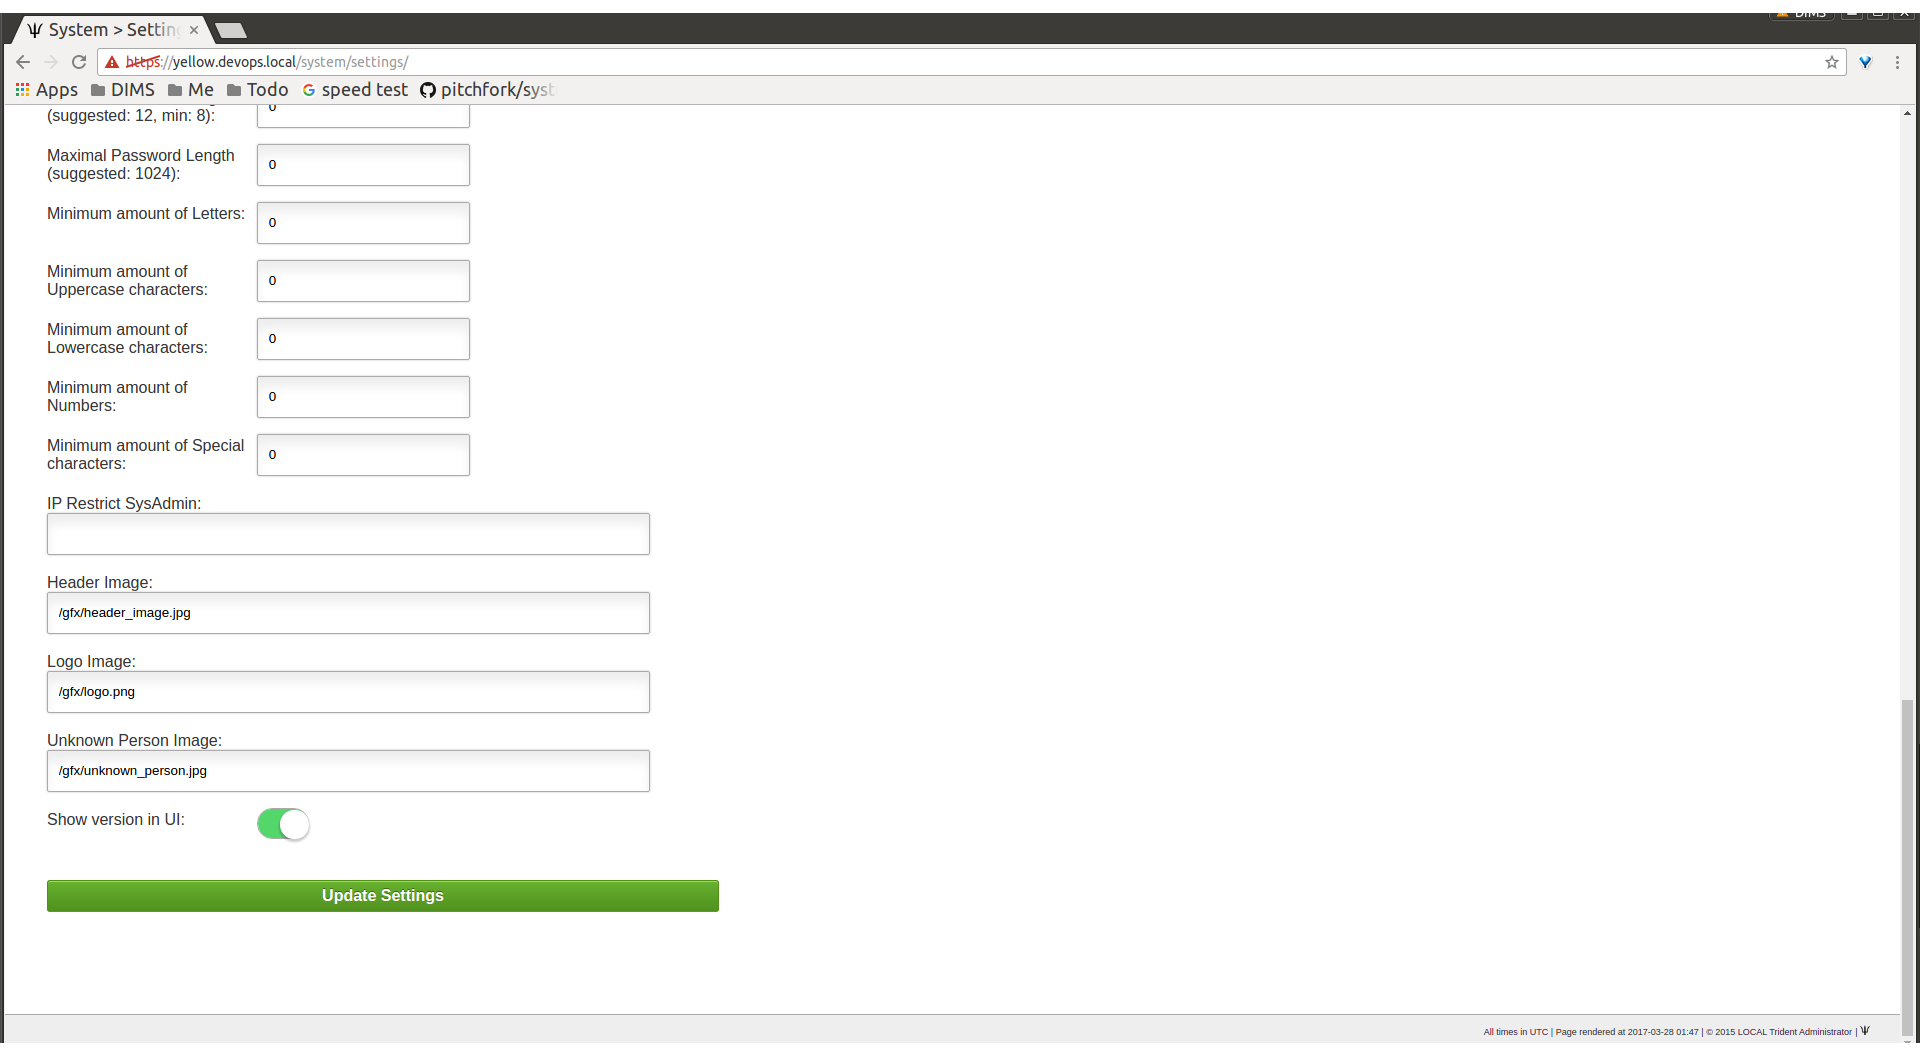 DIMS
System > Settin
https://yellow.devops.local/system/settings/
Apps DIMS Me Todo speed test pitchfork/syst
(suggested: 12, min: 8):
0
Maximal Password Length
(suggested: 1024):
0
Minimum amount of Letters:
0
Minimum amount of
Uppercase characters:
0
Minimum amount of
Lowercase characters:
0
Minimum amount of
Numbers:
0
Minimum amount of Special
characters:
0
IP Restrict SysAdmin:
Header Image:
/gfx/header_image.jpg
Logo Image:
/gfx/logo.png
Unknown Person Image:
/gfx/unknown_person.jpg
Show version in UI:
Update Settings
All times in UTC | Page rendered at 2017-03-28 01:47 | © 2015 LOCAL Trident Administrator |